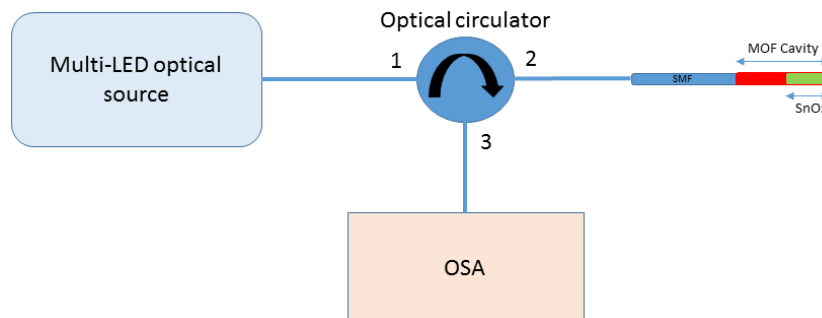 Optical circulator
Multi-LED optical
source
1
2
3
MOF Cavity
SMF
OSA